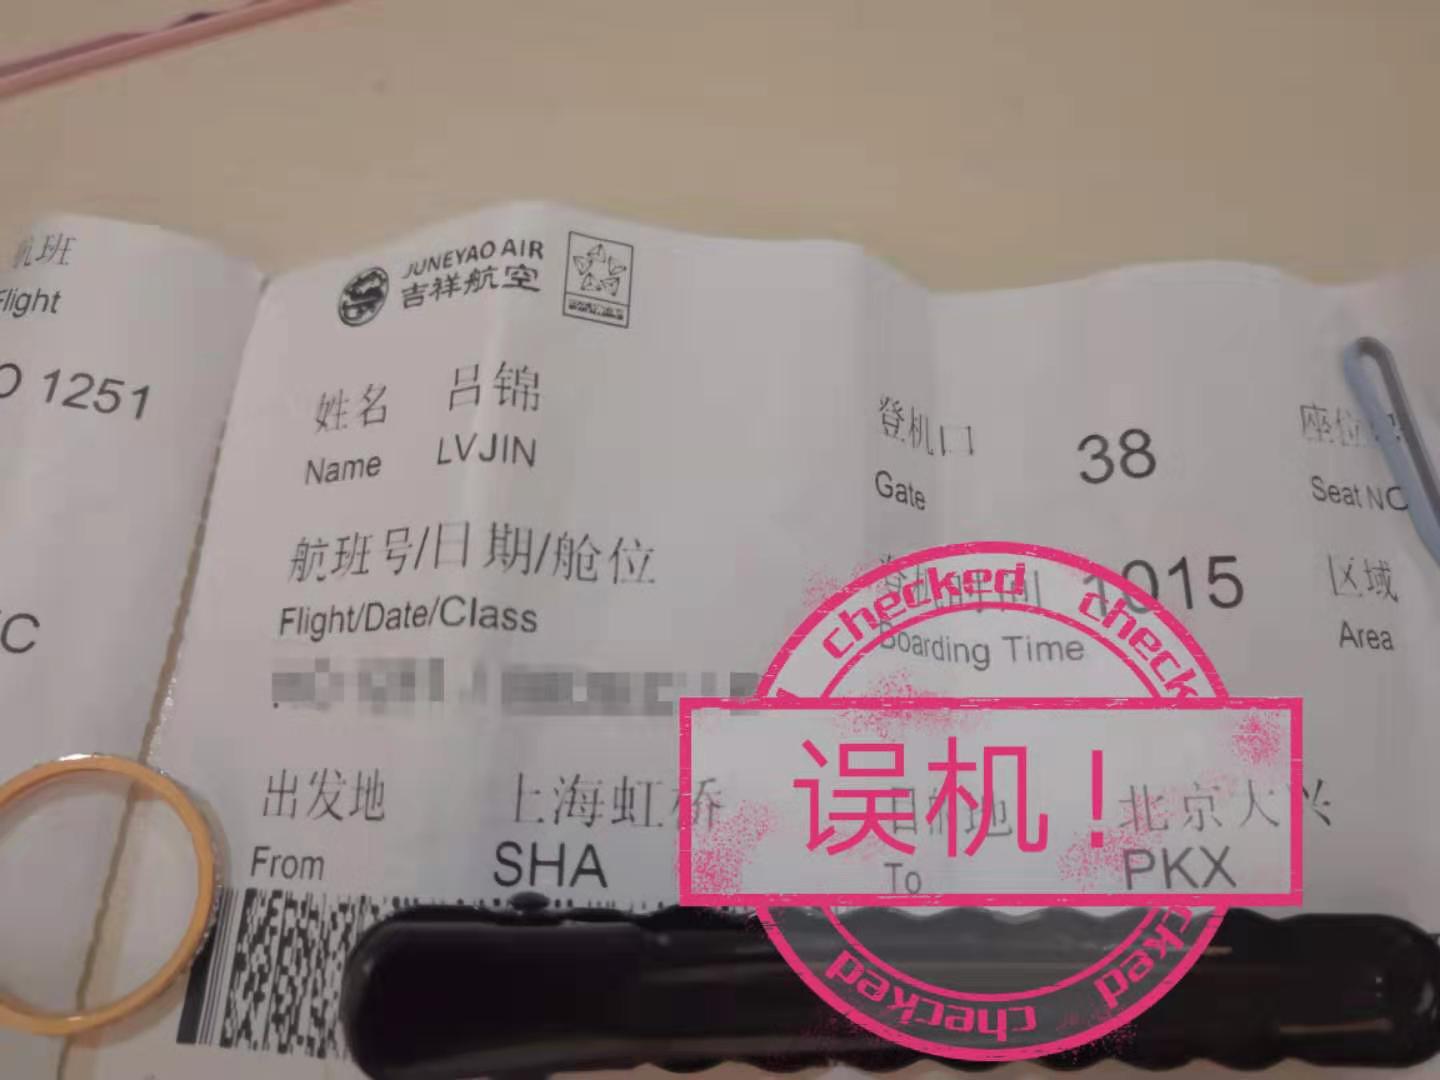 航班
Flight
1251
C
JUNEYAO AIR
吉祥航空
姓名 吕锦
Name LVJIN
登机口 38
Gate
座位
Seat NO
航班号/日期/舱位
Flight/Date/Class
登机时间 1015
Boarding Time
区域
Area
checked checked
误机！
出发地 上海虹桥 目的地 北京大兴
From SHA To PKX
checked checked checked